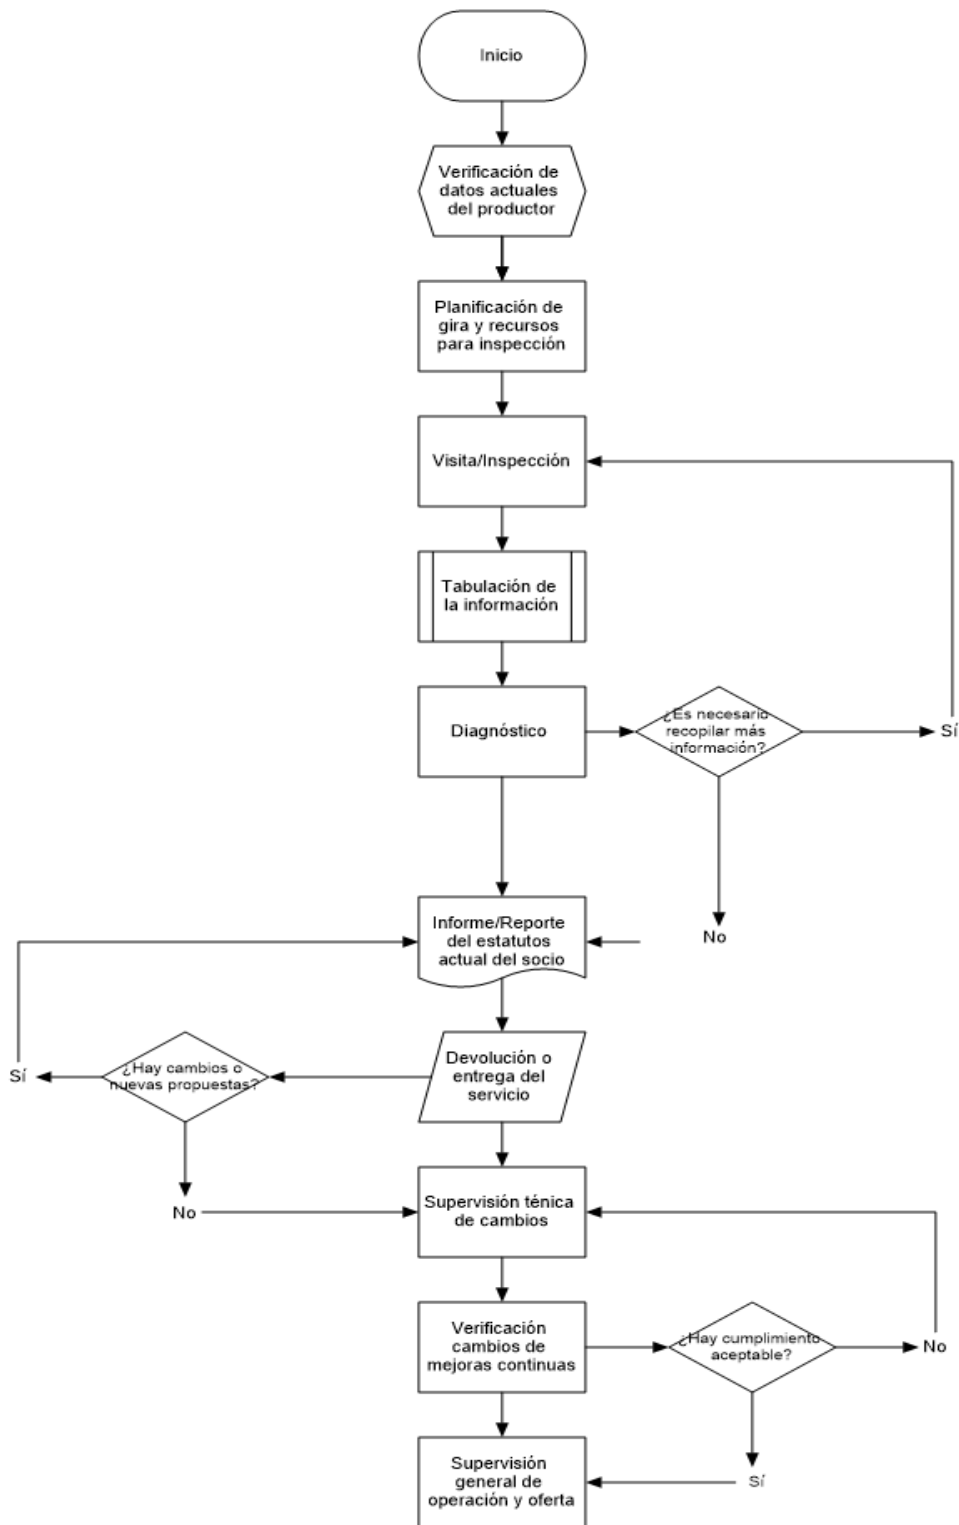 Inicio
Verificación de
datos actuales
del productor
Planificación de
gira y recursos
para inspección
Visita/Inspección
Tabulación de
la información
Diagnóstico
¿Es necesario
recopilar más
información?
Sí
No
Informe/Reporte
del estatutos
actual del socio
Devolución o
entrega del
servicio
¿Hay cambios o
nuevas propuestas?
Sí
No
Supervisión ténica
de cambios
Verificación
cambios de
mejoras continuas
¿Hay cumplimiento
aceptable?
No
Sí
Supervisión
general de
operación y oferta